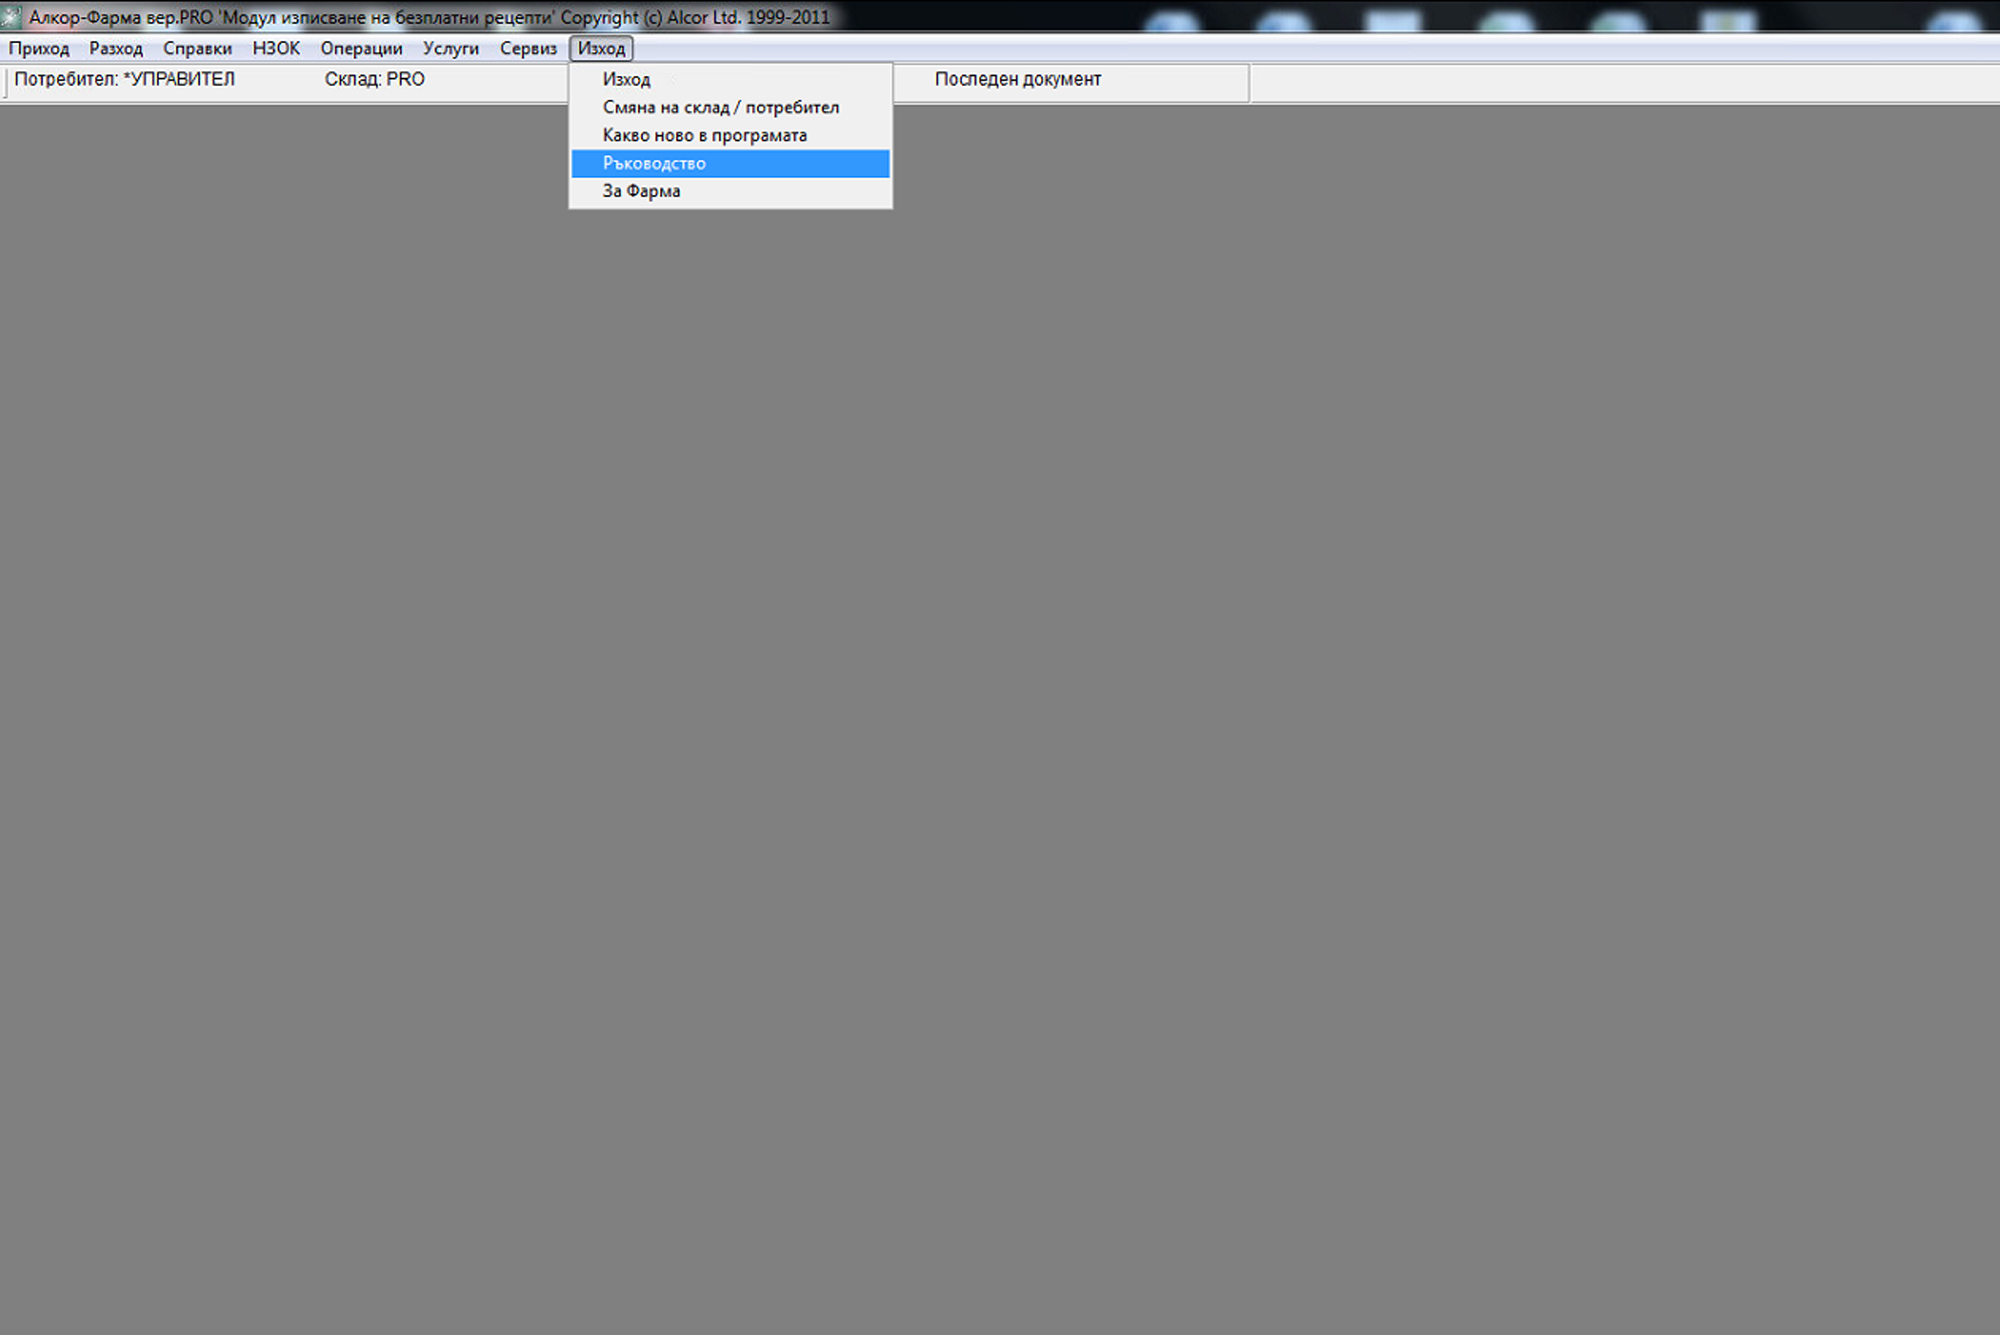 Алкор-Фарма вер.PRO 'Модул изписване на безплатни рецепти' Copyright (c) Alcor Ltd. 1999-2011
Приход Разход Справки НЗОК Операции Услуги Сервиз Изход
Потребител: *УПРАВИТЕЛ Склад: PRO Последен документ
Изход
Смяна на склад / потребител
Какво ново в програмата
Ръководство
За Фарма